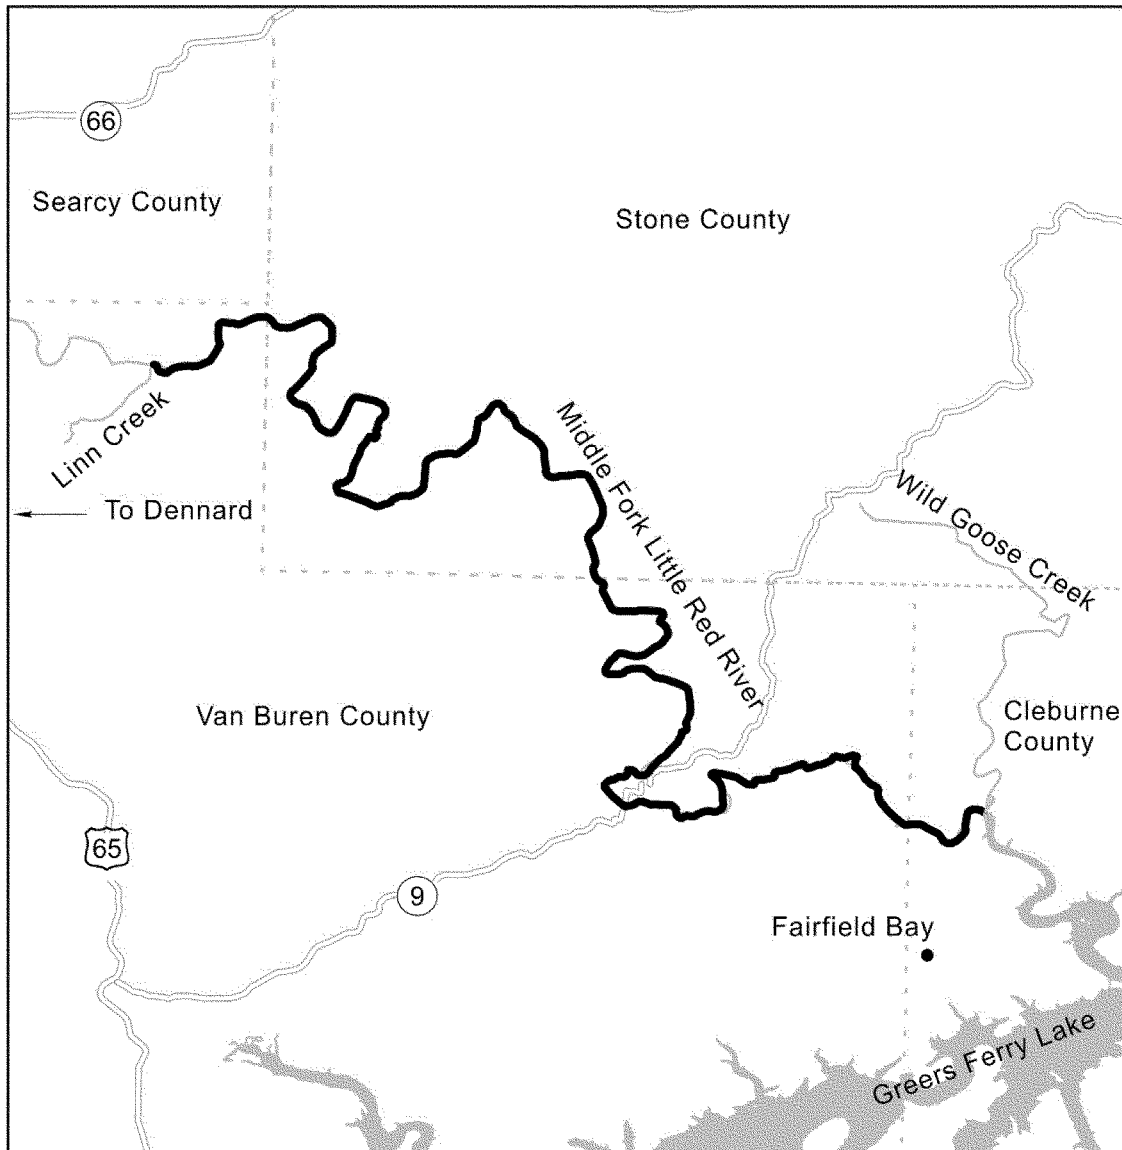 66
Searcy County
Stone County
Linn Creek
To Dennard
Middle Fork Little Red River
Wild Goose Creek
Van Buren County
Cleburne
County
65
9
Fairfield Bay
Greers Ferry Lake